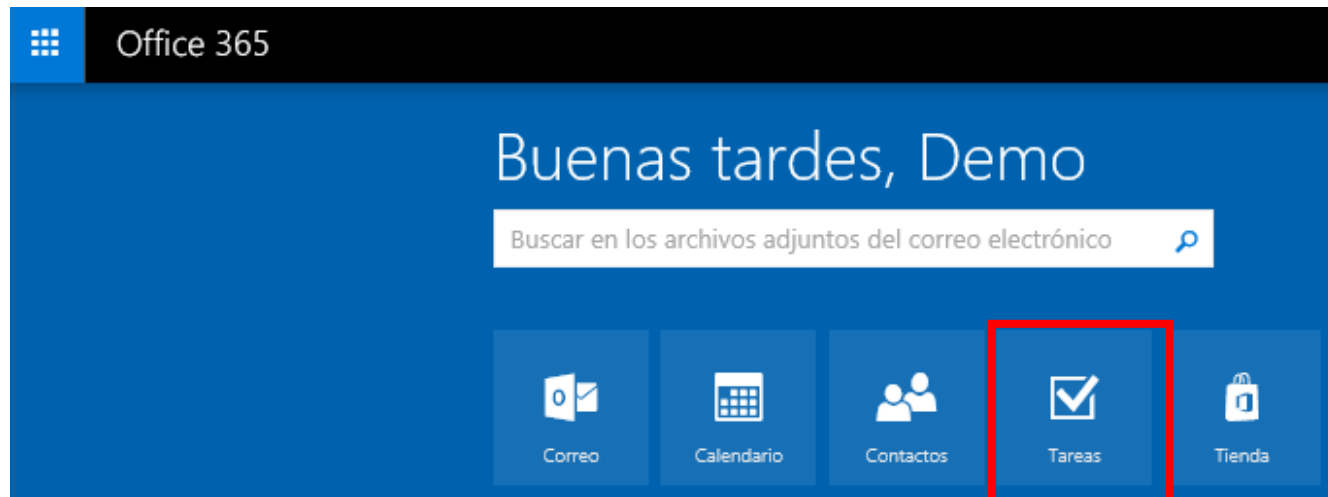 Office 365
Buenas tardes, Demo
Buscar en los archivos adjuntos del correo electrónico
Correo Calendario Contactos Tareas Tienda